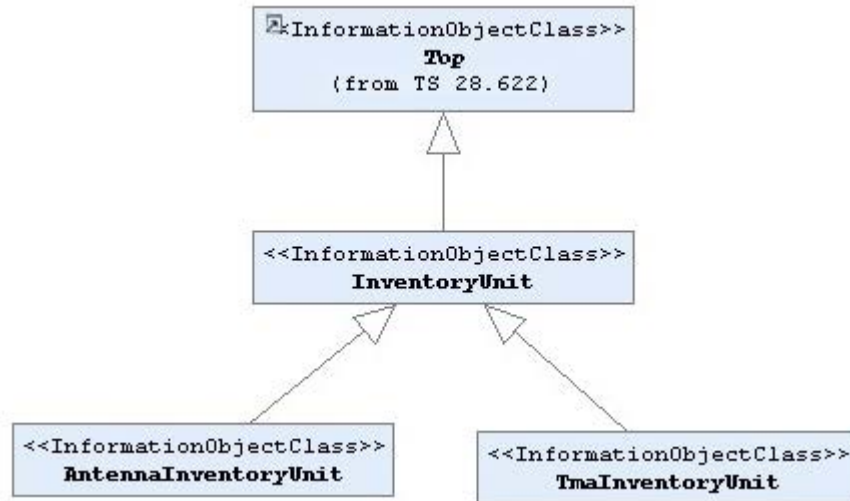 <<InformationObjectClass>>
Top
(from TS 28.622)
<<InformationObjectClass>>
InventoryUnit
<<InformationObjectClass>>
AntennaInventoryUnit
<<InformationObjectClass>>
TmaInventoryUnit